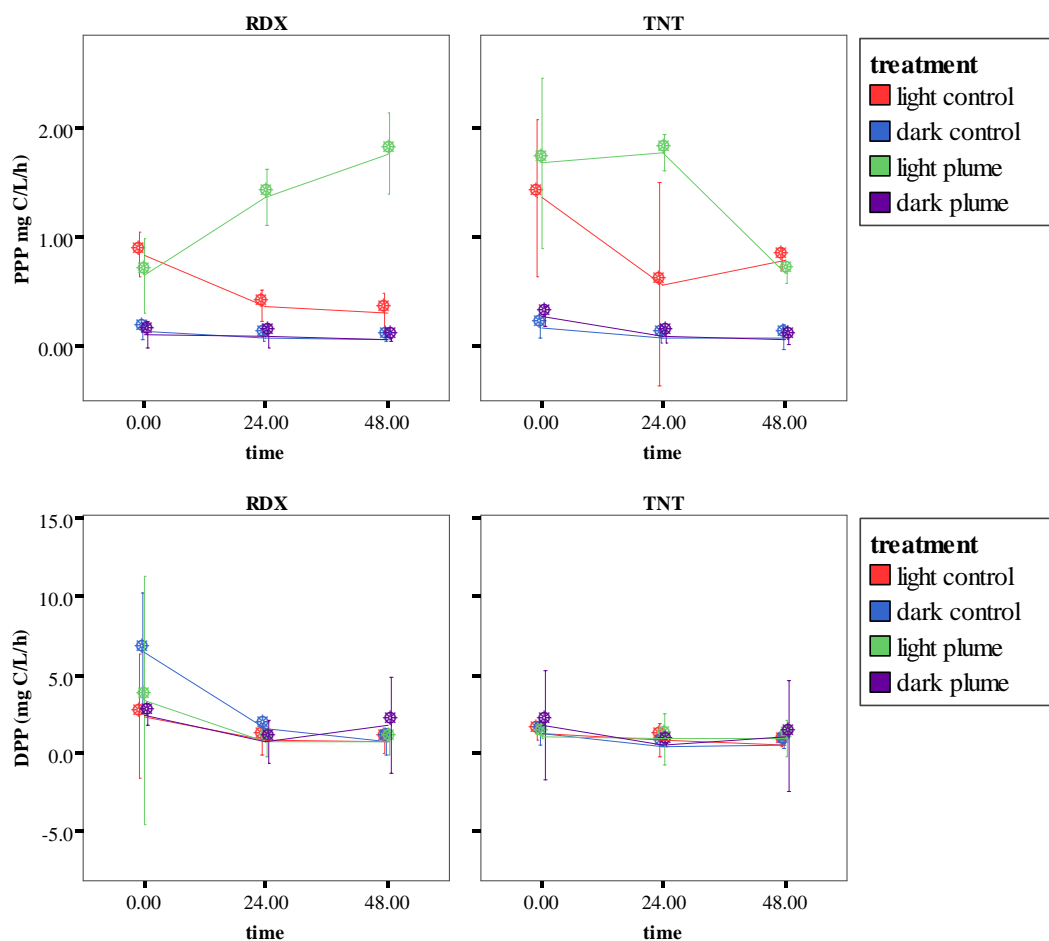 RDX
TNT
treatment
light control
dark control
light plume
dark plume
PPP mg C/L/h
2.00
1.00
0.00
0.00
24.00
48.00
0.00
24.00
48.00
time
time
RDX
TNT
treatment
light control
dark control
light plume
dark plume
DPP (mg C/L/h)
15.0
10.0
5.0
0.0
-5.0
0.00
24.00
48.00
0.00
24.00
48.00
time
time